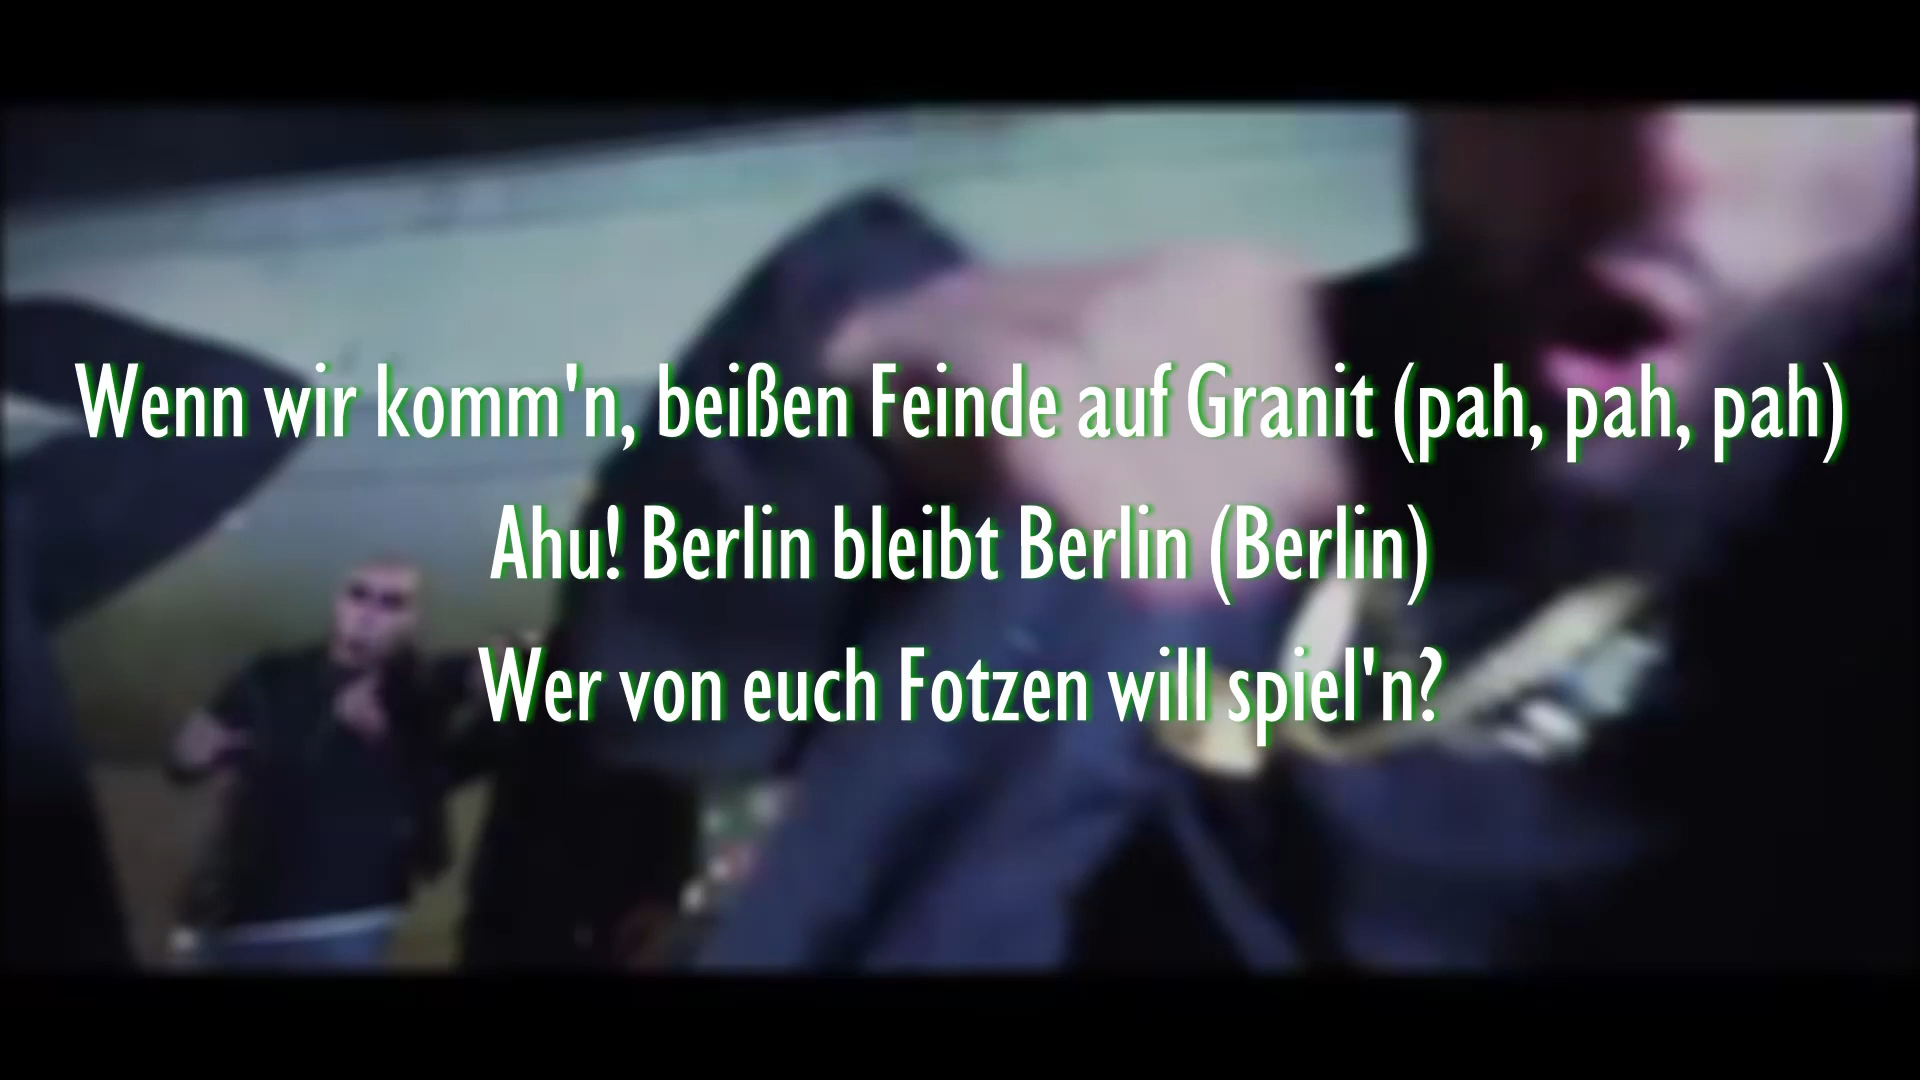 Wenn wir komm'n, beißen Feinde auf Granit (pah, pah, pah)
Ahu! Berlin bleibt Berlin (Berlin)
Wer von euch Fotzen will spiel'n?